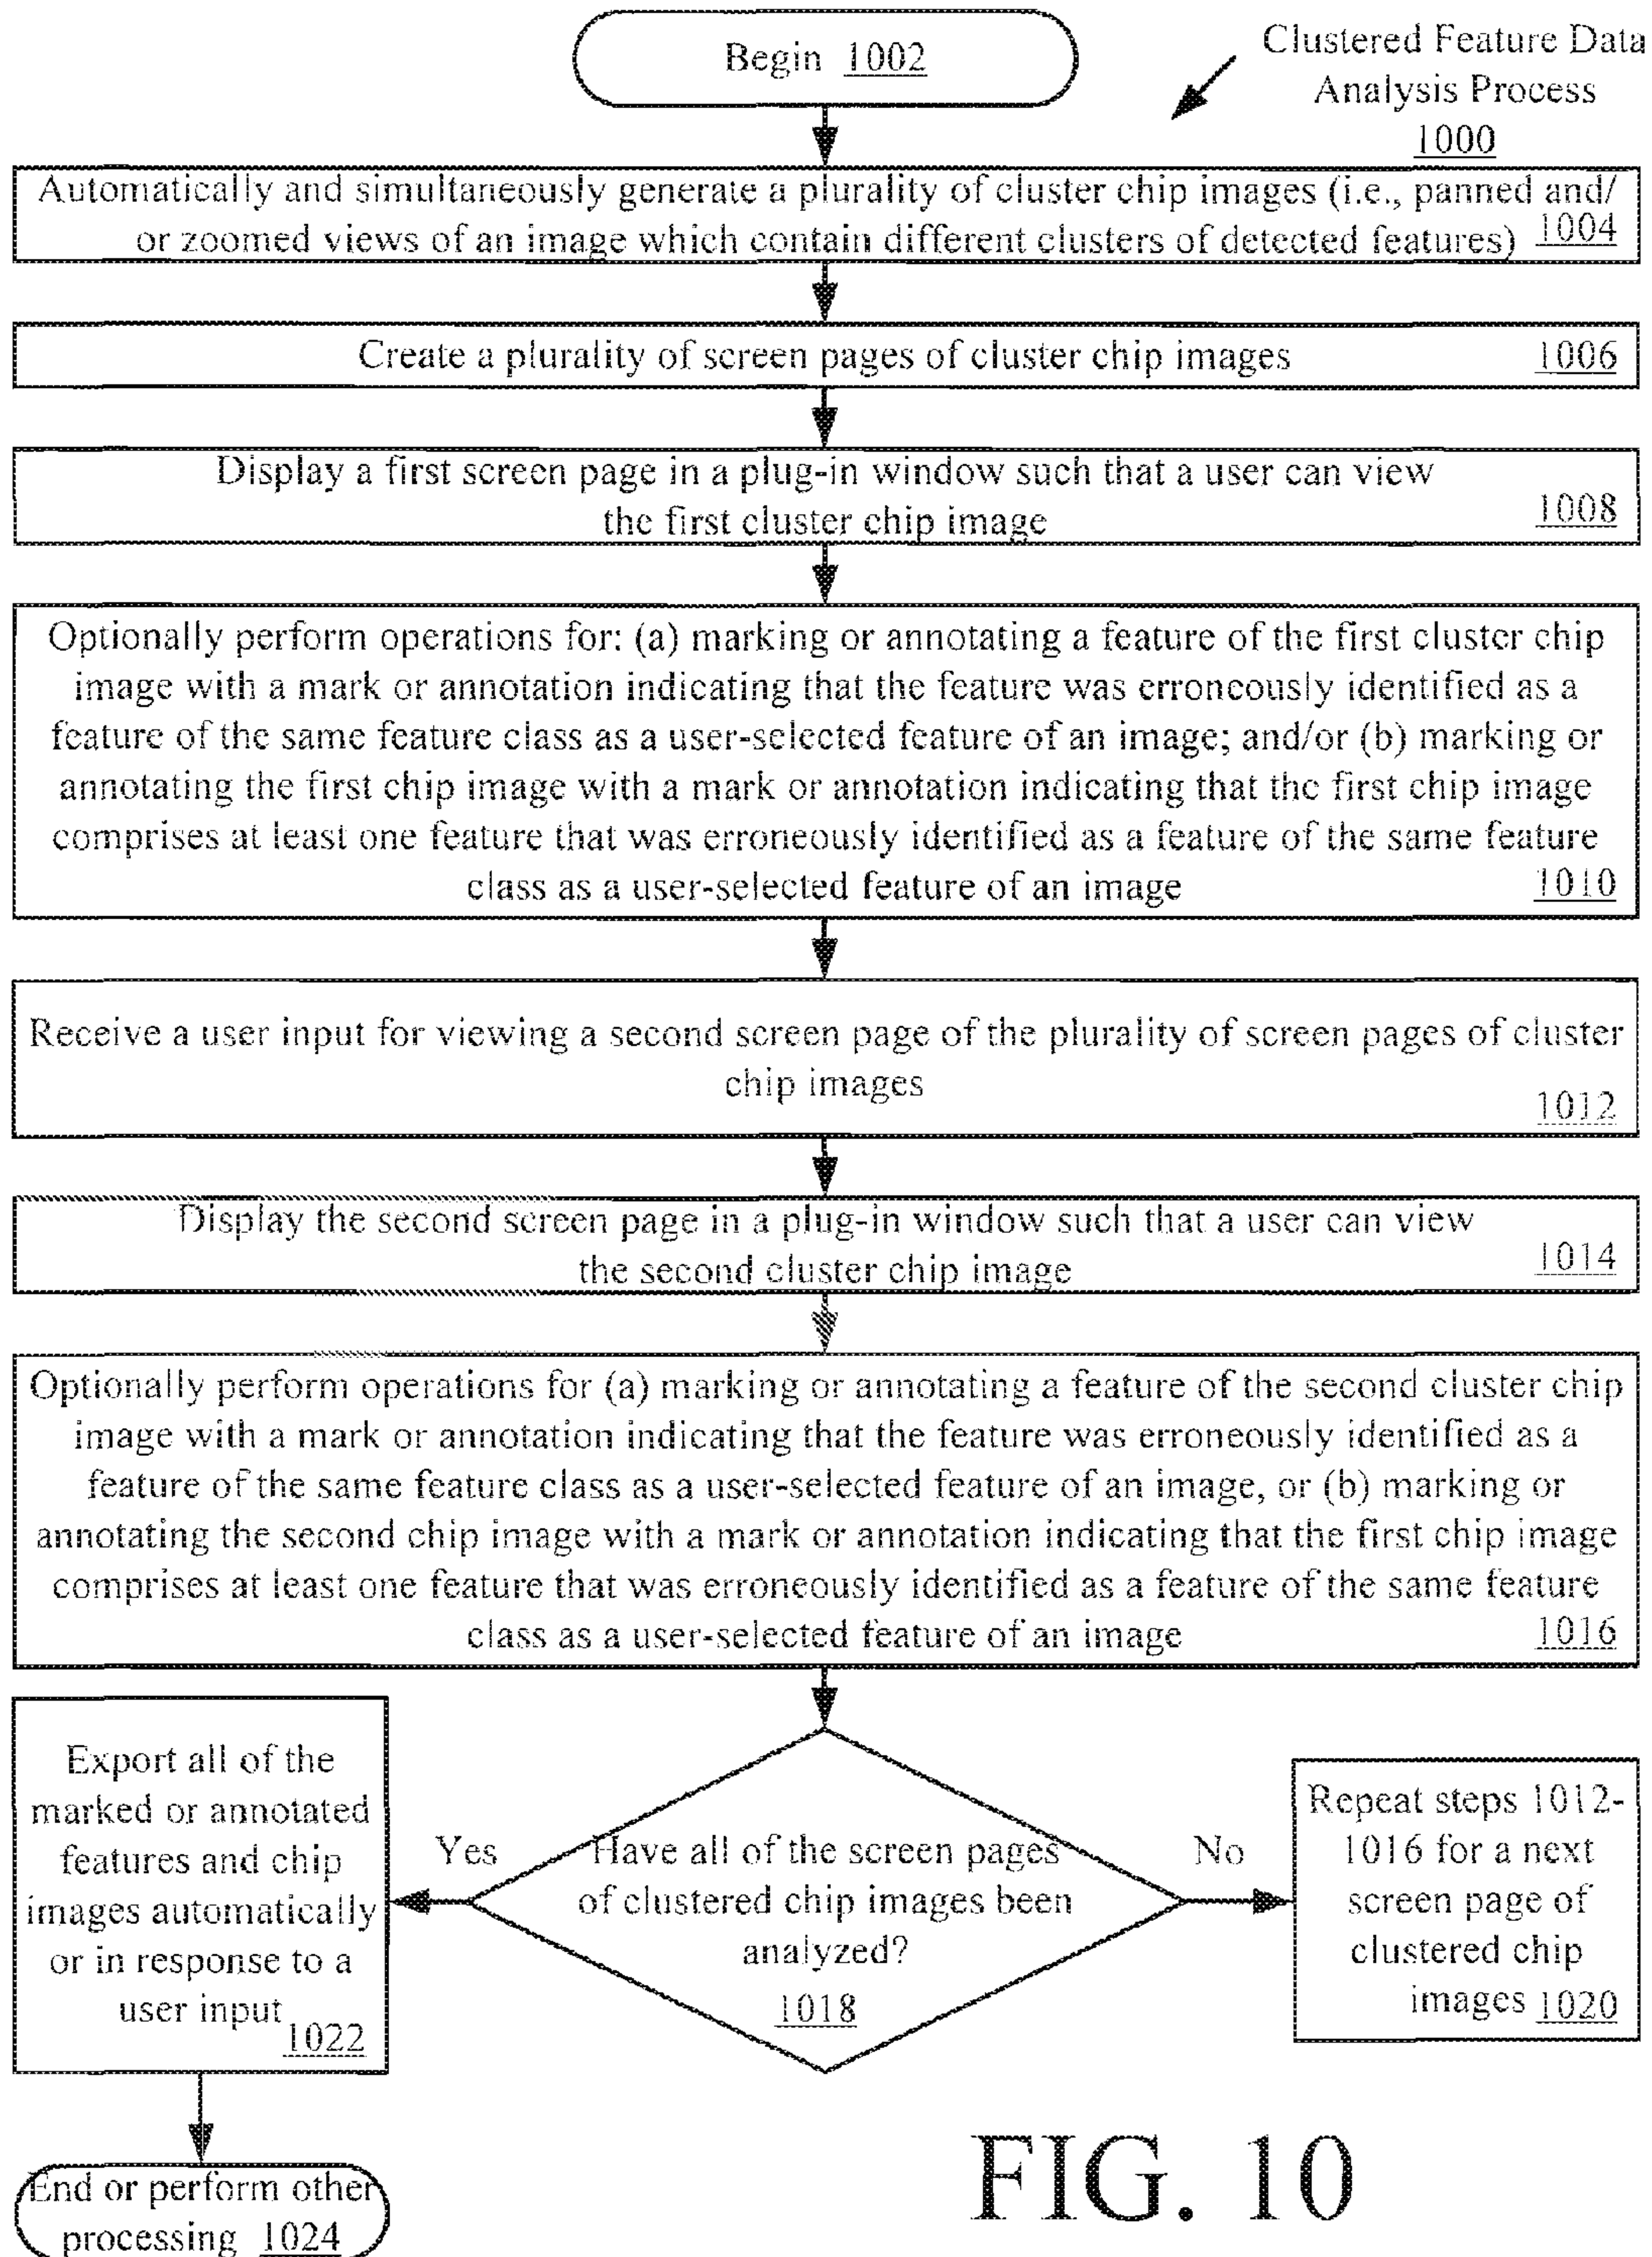 Begin 1002
Clustered Feature Data
Analysis Process
1000
Automatically and simultaneously generate a plurality of cluster chip images (i.e., panned and/
or zoomed views of an image which contain different clusters of detected features) 1004
Create a plurality of screen pages of cluster chip images 1006
Display a first screen page in a plug-in window such that a user can view
the first cluster chip image 1008
Optionally perform operations for: (a) marking or annotating a feature of the first cluster chip
image with a mark or annotation indicating that the feature was erroneously identified as a
feature of the same feature class as a user-selected feature of an image; and/or (b) marking or
annotating the first chip image with a mark or annotation indicating that the first chip image
comprises at least one feature that was erroneously identified as a feature of the same feature
class as a user-selected feature of an image 1010
Receive a user input for viewing a second screen page of the plurality of screen pages of cluster
chip images
1012
Display the second screen page in a plug-in window such that a user can view
the second cluster chip image 1014
Optionally perform operations for (a) marking or annotating a feature of the second cluster chip
image with a mark or annotation indicating that the feature was erroneously identified as a
feature of the same feature class as a user-selected feature of an image, or (b) marking or
annotating the second chip image with a mark or annotation indicating that the first chip image
comprises at least one feature that was erroneously identified as a feature of the same feature
class as a user-selected feature of an image 1016
Export all of the
marked or annotated
features and chip
images automatically
or in response to a
user input
1022
Yes
Have all of the screen pages
of clustered chip images been
analyzed?
1018
No
Repeat steps 1012-
1016 for a next
screen page of
clustered chip
images 1020
End or perform other
processing 1024
FIG. 10